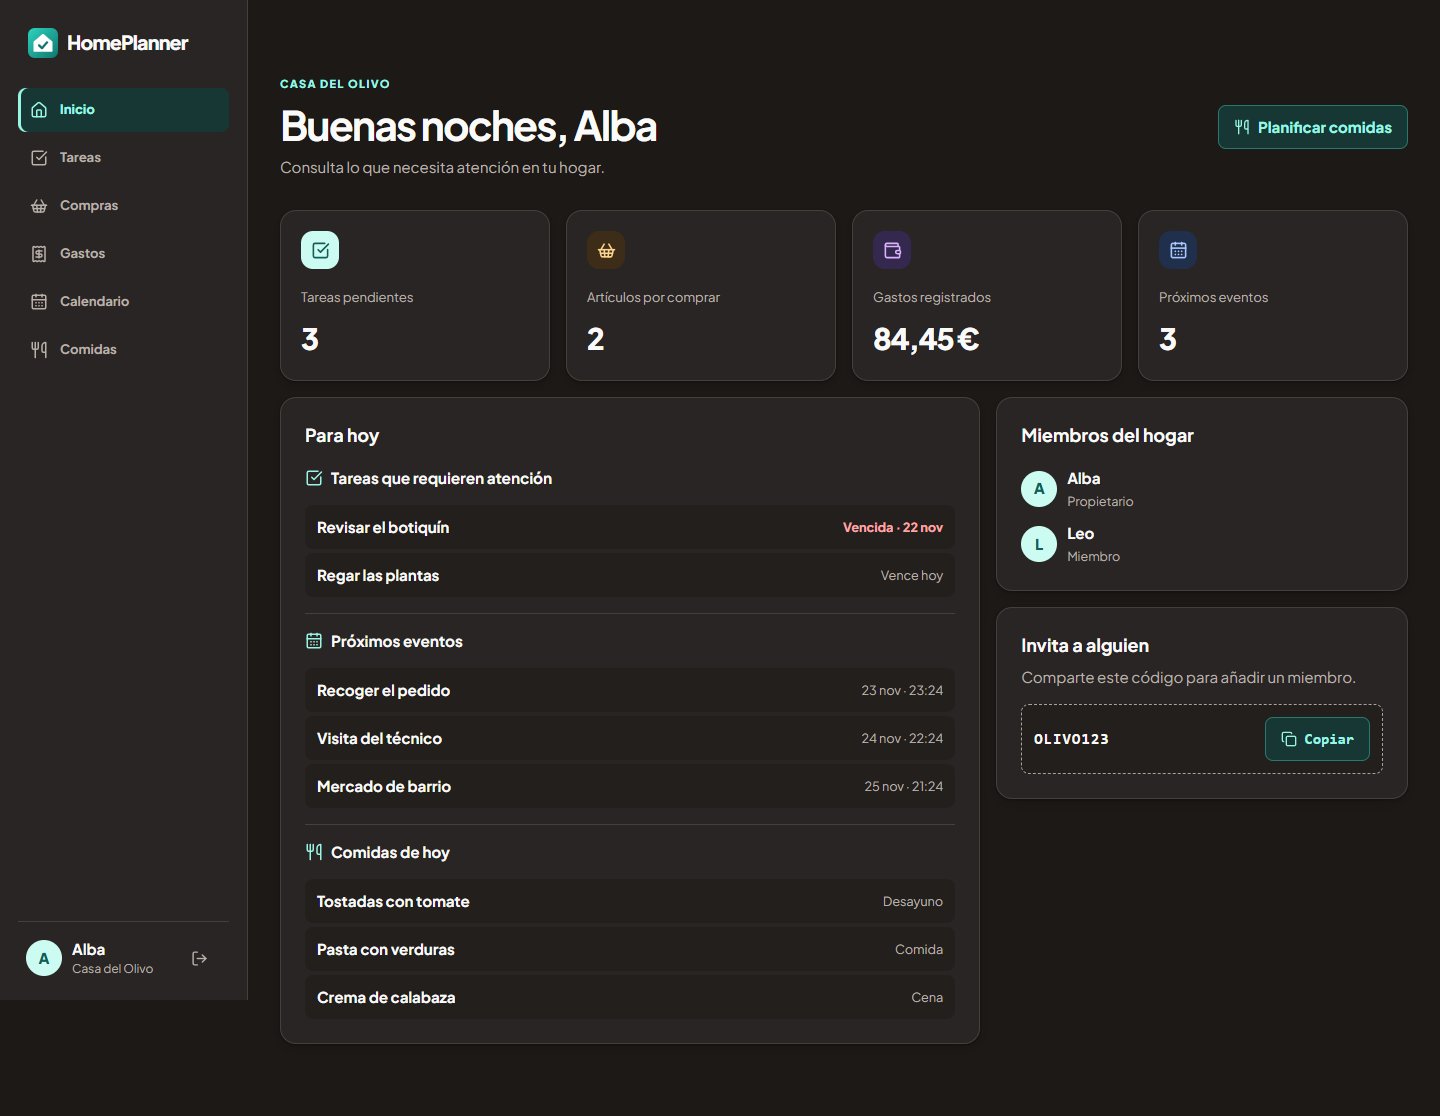 HomePlanner
Inicio
Tareas
Compras
Gastos
Calendario
Comidas
A
Alba
Casa del Olivo
CASA DEL OLIVO
Buenas noches, Alba
Consulta lo que necesita atención en tu hogar.
Planificar comidas
Tareas pendientes
3
Artículos por comprar
2
Gastos registrados
84,45 €
Próximos eventos
3
Para hoy
Tareas que requieren atención
Revisar el botiquín Vencida · 22 nov
Regar las plantas Vence hoy
Próximos eventos
Recoger el pedido 23 nov · 23:24
Visita del técnico 24 nov · 22:24
Mercado de barrio 25 nov · 21:24
Comidas de hoy
Tostadas con tomate Desayuno
Pasta con verduras Comida
Crema de calabaza Cena
Miembros del hogar
A
Alba
Propietario
L
Leo
Miembro
Invita a alguien
Comparte este código para añadir un miembro.
OLIVO123 Copiar